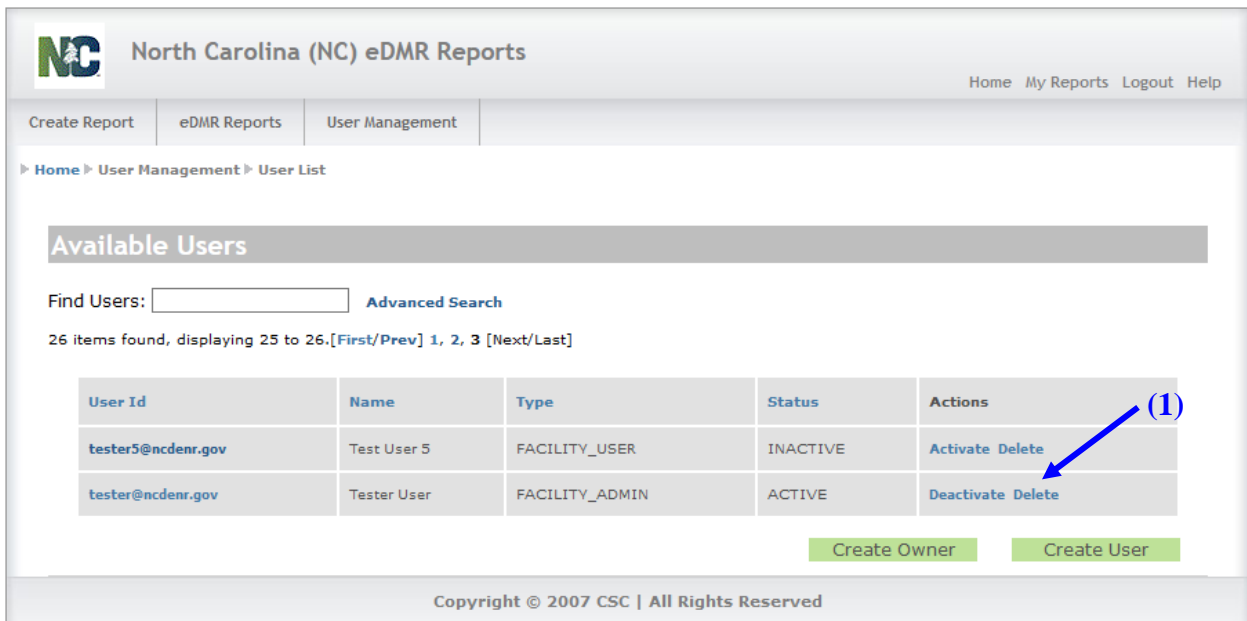 NC North Carolina (NC) eDMR Reports
Home My Reports Logout Help
Create Report eDMR Reports User Management
Home User Management User List
Available Users
Find Users: Advanced Search
26 items found, displaying 25 to 26.[First/Prev] 1, 2, 3 [Next/Last]
User Id Name Type Status Actions (1)
tester5@ncdenr.gov Test User 5 FACILITY_USER INACTIVE Activate Delete
tester@ncdenr.gov Tester User FACILITY_ADMIN ACTIVE Deactivate Delete
Create Owner Create User
Copyright © 2007 CSC | All Rights Reserved